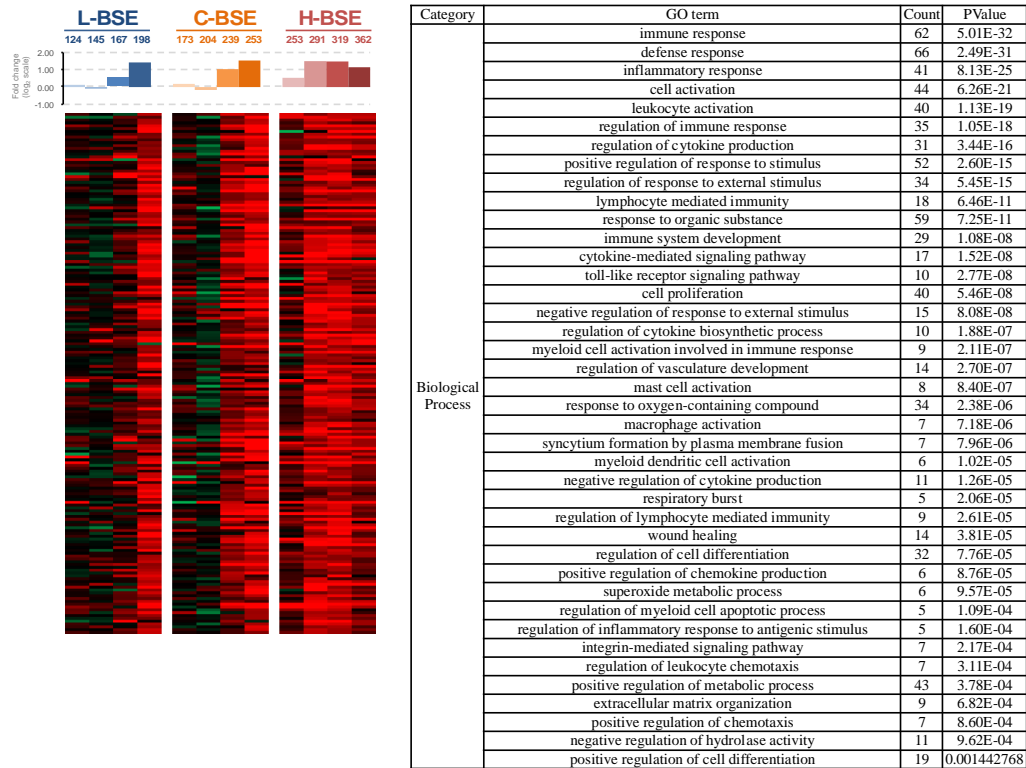 L-BSE C-BSE H-BSE
124 145 167 198 173 204 239 253 253 291 319 362
Fold change
(log2 scale)
2.00
1.00
0.00
-1.00
Category GO term Count PValue
immune response 62 5.01E-32
defense response 66 2.49E-31
inflammatory response 41 8.13E-25
cell activation 44 6.26E-21
leukocyte activation 40 1.13E-19
regulation of immune response 35 1.05E-18
regulation of cytokine production 31 3.44E-16
positive regulation of response to stimulus 52 2.60E-15
regulation of response to external stimulus 34 5.45E-15
lymphocyte mediated immunity 18 6.46E-11
response to organic substance 59 7.25E-11
immune system development 29 1.08E-08
cytokine-mediated signaling pathway 17 1.52E-08
toll-like receptor signaling pathway 10 2.77E-08
cell proliferation 40 5.46E-08
negative regulation of response to external stimulus 15 8.08E-08
regulation of cytokine biosynthetic process 10 1.88E-07
myeloid cell activation involved in immune response 9 2.11E-07
regulation of vasculature development 14 2.70E-07
Biological
Process
mast cell activation 8 8.40E-07
response to oxygen-containing compound 34 2.38E-06
macrophage activation 7 7.18E-06
syncytium formation by plasma membrane fusion 7 7.96E-06
myeloid dendritic cell activation 6 1.02E-05
negative regulation of cytokine production 11 1.26E-05
respiratory burst 5 2.06E-05
regulation of lymphocyte mediated immunity 9 2.61E-05
wound healing 14 3.81E-05
regulation of cell differentiation 32 7.76E-05
positive regulation of chemokine production 6 8.76E-05
superoxide metabolic process 6 9.57E-05
regulation of myeloid cell apoptotic process 5 1.09E-04
regulation of inflammatory response to antigenic stimulus 5 1.60E-04
integrin-mediated signaling pathway 7 2.17E-04
regulation of leukocyte chemotaxis 7 3.11E-04
positive regulation of metabolic process 43 3.78E-04
extracellular matrix organization 9 6.82E-04
positive regulation of chemotaxis 7 8.60E-04
negative regulation of hydrolase activity 11 9.62E-04
positive regulation of cell differentiation 19 0.001442768